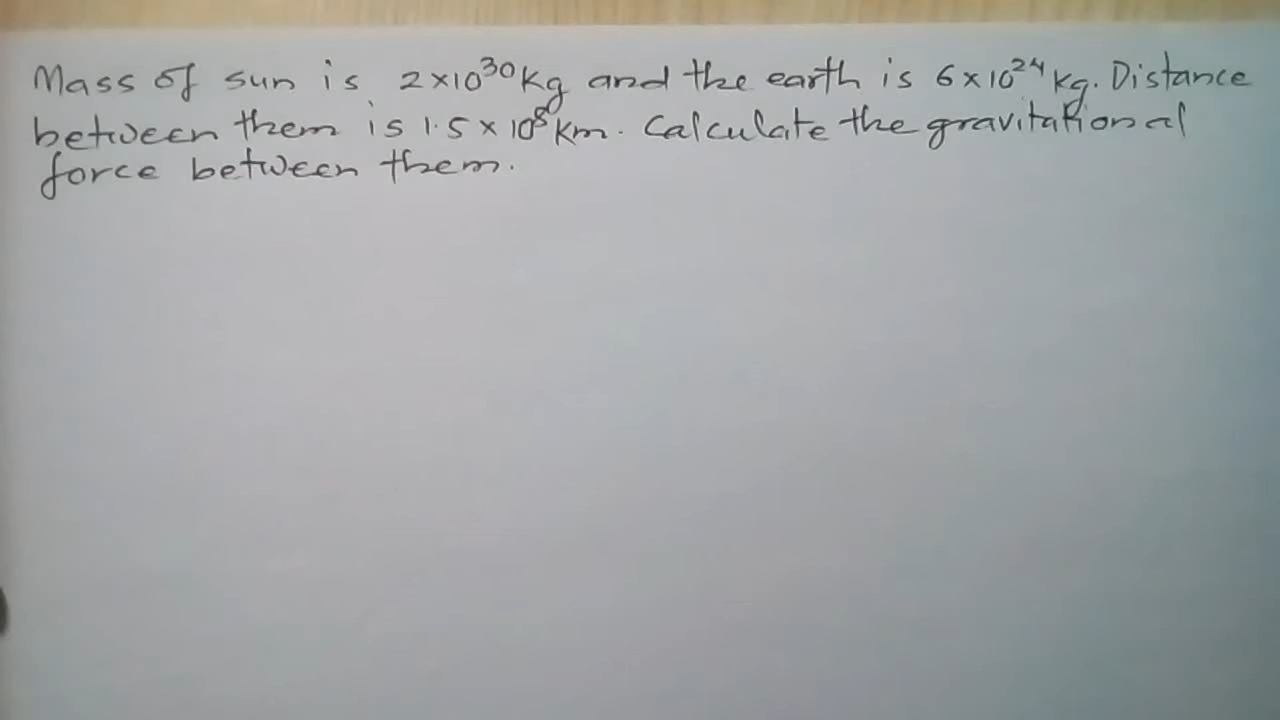 Mass of sun is 2×10³⁰ kg and the earth is 6×10²⁴ kg. Distance
between them is 1.5×10⁸ km. Calculate the gravitational
force between them.